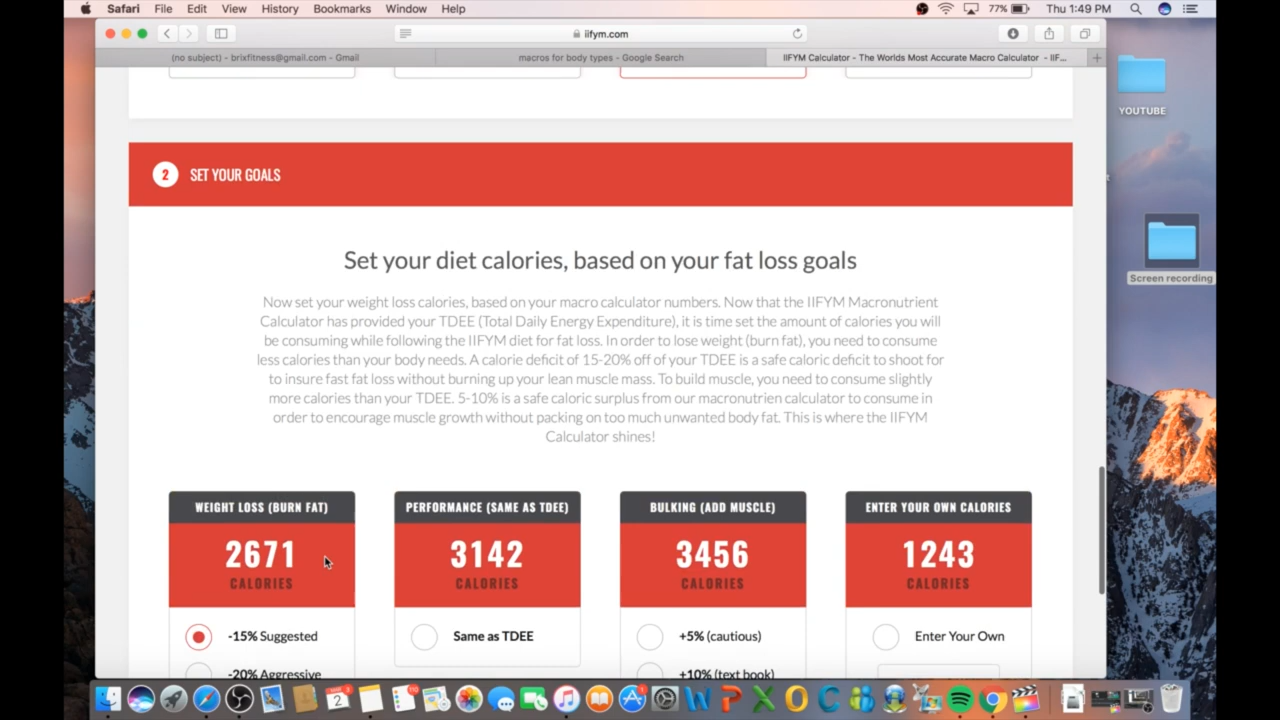 Safari File Edit View History Bookmarks Window Help 77% Thu 1:49 PM
iifym.com
(no subject) - brixfitness@gmail.com - Gmail macros for body types - Google Search IIFYM Calculator - The Worlds Most Accurate Macro Calculator - IIF...
YOUTUBE
2 SET YOUR GOALS
Screen recording
Set your diet calories, based on your fat loss goals
Now set your weight loss calories, based on your macro calculator numbers. Now that the IIFYM Macronutrient
Calculator has provided your TDEE (Total Daily Energy Expenditure), it is time set the amount of calories you will
be consuming while following the IIFYM diet for fat loss. In order to lose weight (burn fat), you need to consume
less calories than your body needs. A calorie deficit of 15-20% off of your TDEE is a safe caloric deficit to shoot for
to insure fast fat loss without burning up your lean muscle mass. To build muscle, you need to consume slightly
more calories than your TDEE. 5-10% is a safe caloric surplus from our macronutrien calculator to consume in
order to encourage muscle growth without packing on too much unwanted body fat. This is where the IIFYM
Calculator shines!
WEIGHT LOSS (BURN FAT) PERFORMANCE (SAME AS TDEE) BULKING (ADD MUSCLE) ENTER YOUR OWN CALORIES
2671 3142 3456 1243
CALORIES CALORIES CALORIES CALORIES
-15% Suggested Same as TDEE +5% (cautious) Enter Your Own
-20% Aggressive +10% (text book)